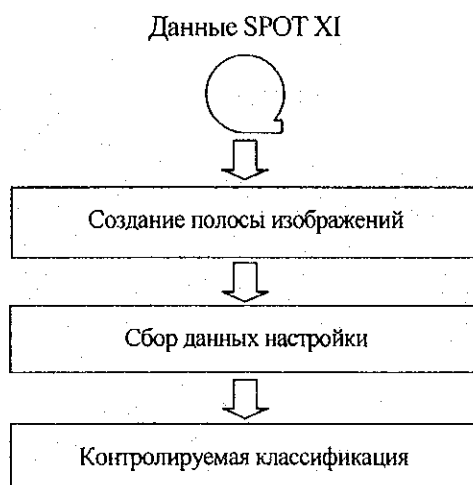 Данные SPOT XI
Создание полосы изображений
Сбор данных настройки
Контролируемая классификация